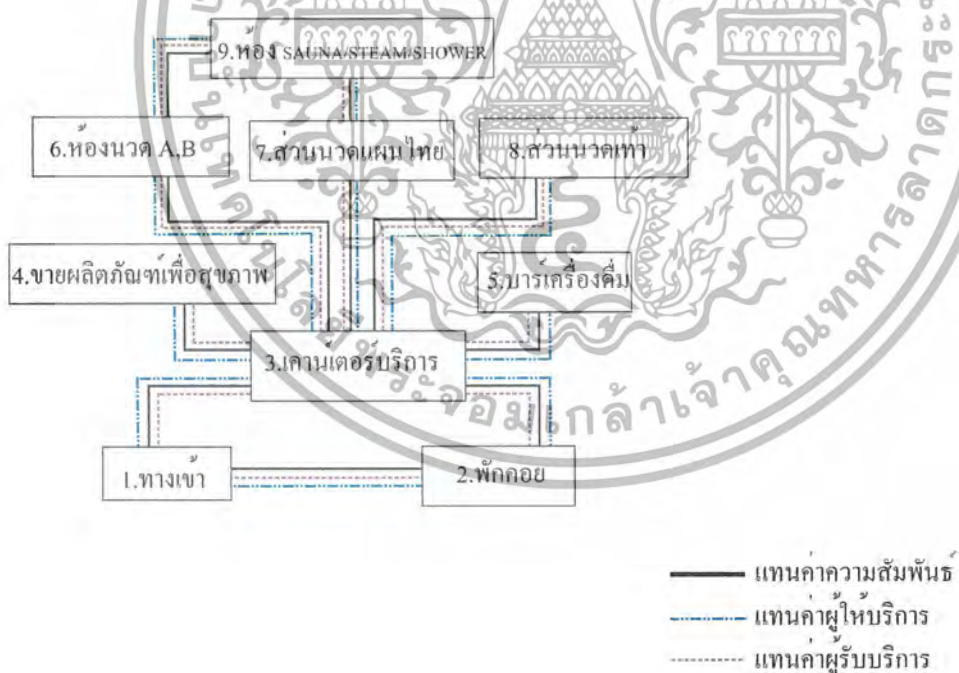 9.ห้อง SAUNA/STEAM/SHOWER
6.ห้องนวด A,B
7.ส่วนนวดแผนไทย
8.ส่วนนวดเท้า
4.ขายผลิตภัณฑ์เพื่อสุขภาพ
5.บาร์เครื่องดื่ม
3.เคาน์เตอร์บริการ
1.ทางเข้า
2.พักคอย
แทนค่าความสัมพันธ์
แทนค่าผู้ให้บริการ
แทนค่าผู้รับบริการ